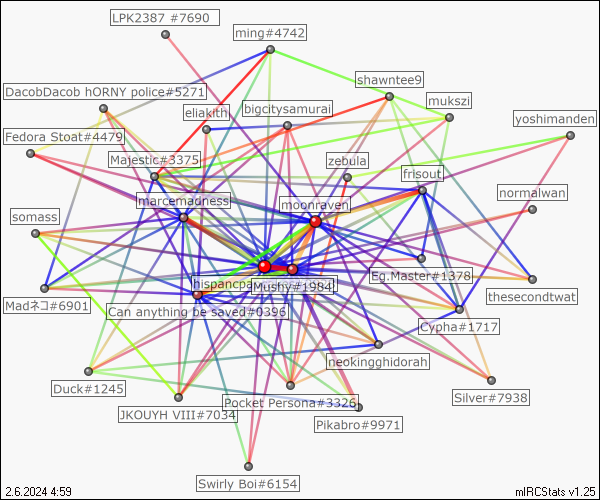 LPK2387 #7690
ming#4742
shawntee9
DacobDacob hORNY police#5271
mukszi
eliakith
bigcitysamurai
yoshimanden
Fedora Stoat#4479
Majestic#3375
zebula
frisout
normalwan
marcemadness
moonraven
somass
Eg.Master#1378
hispancpa
Mushy#1984
thesecondtwat
Madネコ#6901
Can anything be saved#0396
Cypha#1717
neokingghidorah
Duck#1245
Silver#7938
Pocket Persona#3326
JKOUYH VIII#7034
Pikabro#9971
Swirly Boi#6154
2.6.2024 4:59
mIRCStats v1.25